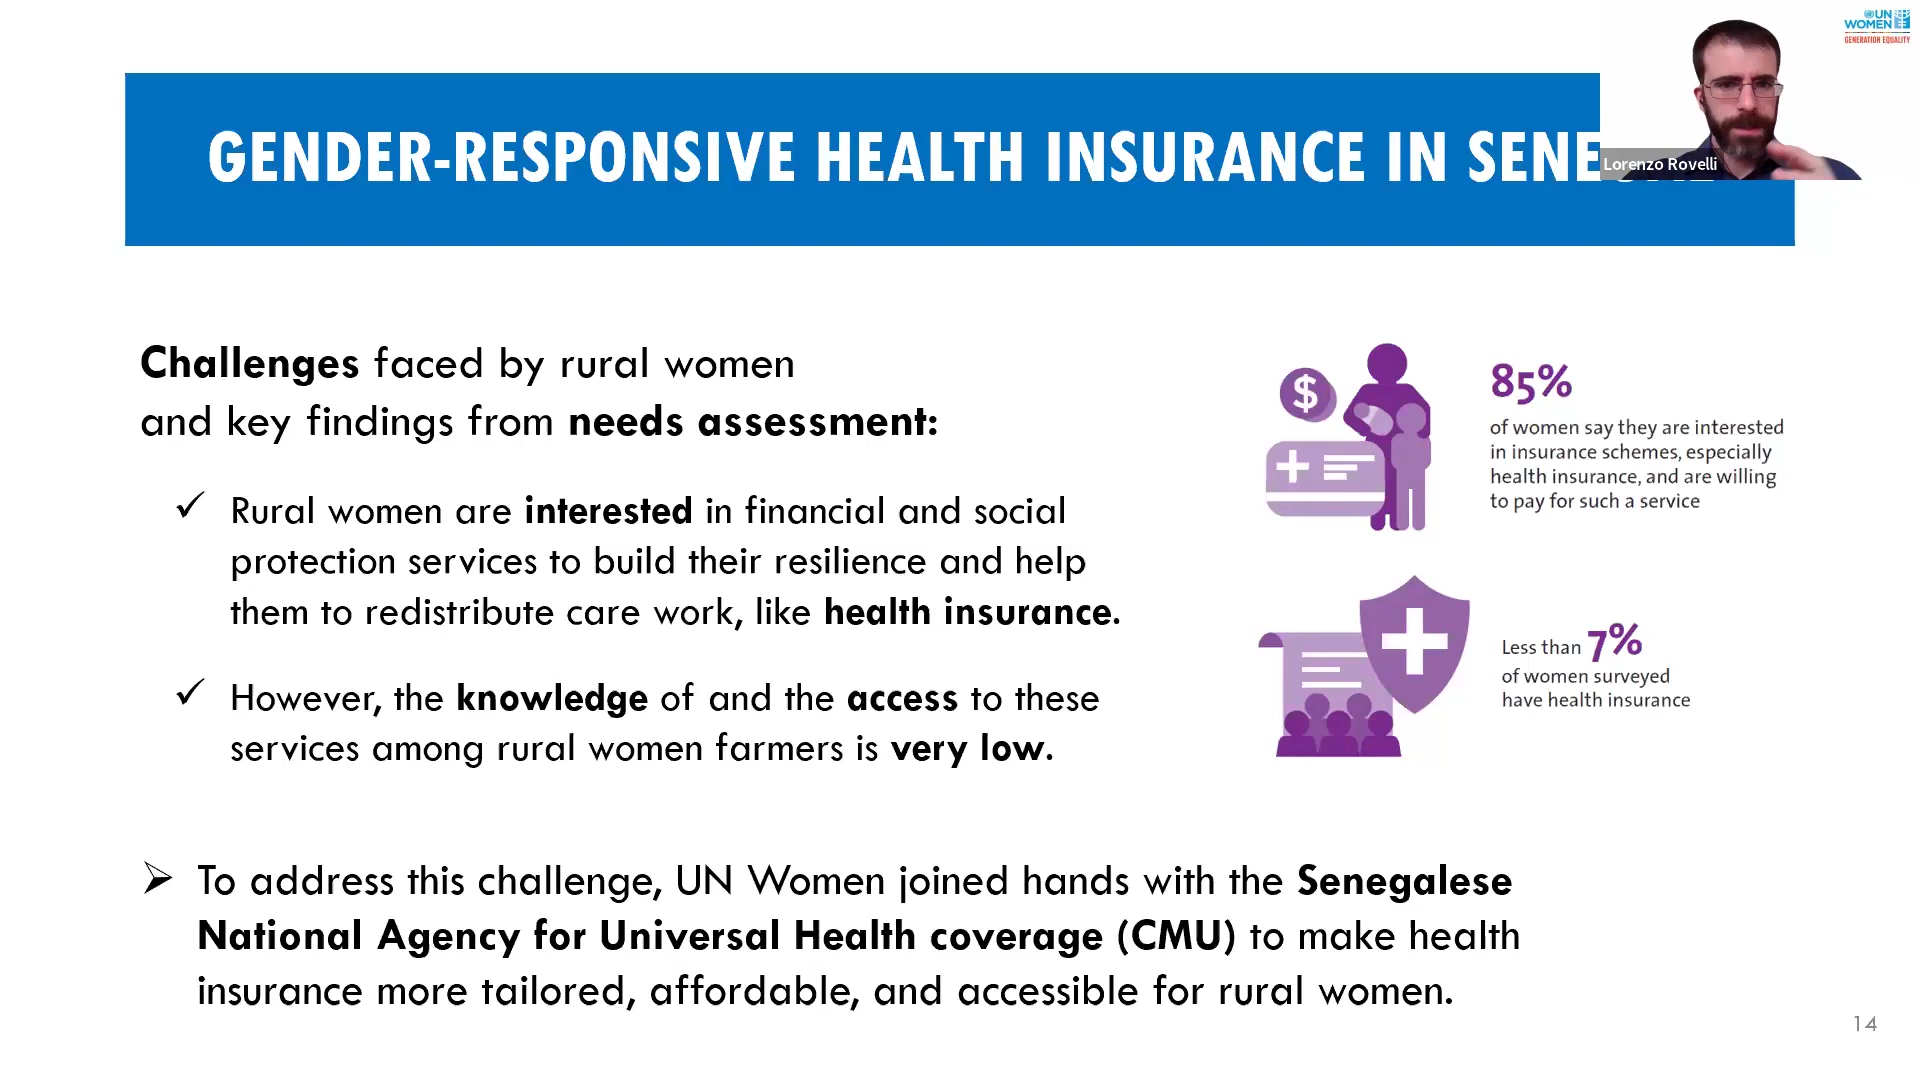 UN
WOMEN
GENERATION EQUALITY
GENDER-RESPONSIVE HEALTH INSURANCE IN SENE
Lorenzo Rovelli
Challenges faced by rural women
and key findings from needs assessment:
✓ Rural women are interested in financial and social
protection services to build their resilience and help
them to redistribute care work, like health insurance.
✓ However, the knowledge of and the access to these
services among rural women farmers is very low.
$
85%
of women say they are interested
in insurance schemes, especially
health insurance, and are willing
to pay for such a service
Less than 7%
of women surveyed
have health insurance
➢ To address this challenge, UN Women joined hands with the Senegalese
National Agency for Universal Health coverage (CMU) to make health
insurance more tailored, affordable, and accessible for rural women.
14